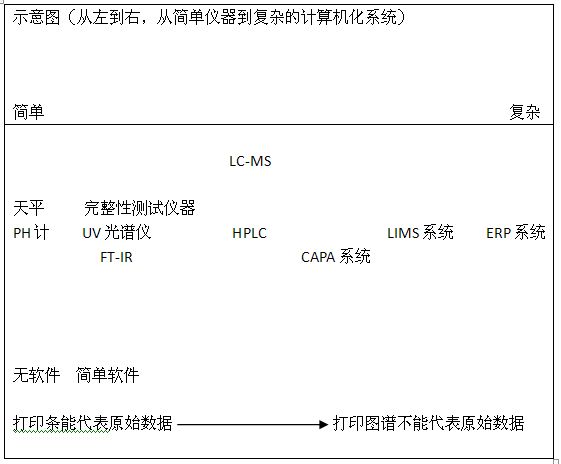 示意图（从左到右，从简单仪器到复杂的计算机化系统）
简单 复杂
LC-MS
天平 完整性测试仪器
PH 计 UV 光谱仪 HPLC LIMS 系统 ERP 系统
FT-IR CAPA 系统
无软件 简单软件
打印条能代表原始数据 打印图谱不能代表原始数据